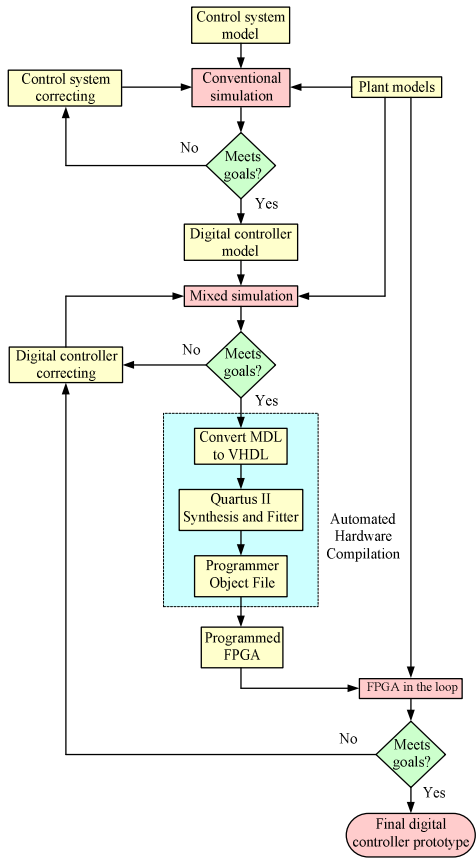 Control system
model
Control system
correcting
Conventional
simulation
Plant models
No
Meets
goals?
Yes
Digital controller
model
Mixed simulation
Digital controller
correcting
No
Meets
goals?
Yes
Convert MDL
to VHDL
Quartus II
Synthesis and Fitter
Automated
Hardware
Compilation
Programmer
Object File
Programmed
FPGA
FPGA in the loop
No
Meets
goals?
Yes
Final digital
controller prototype